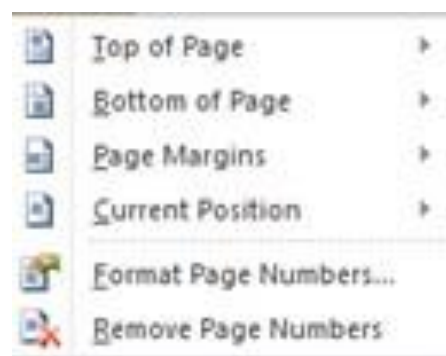 Top of Page
Bottom of Page
Page Margins
Current Position
Format Page Numbers...
Remove Page Numbers